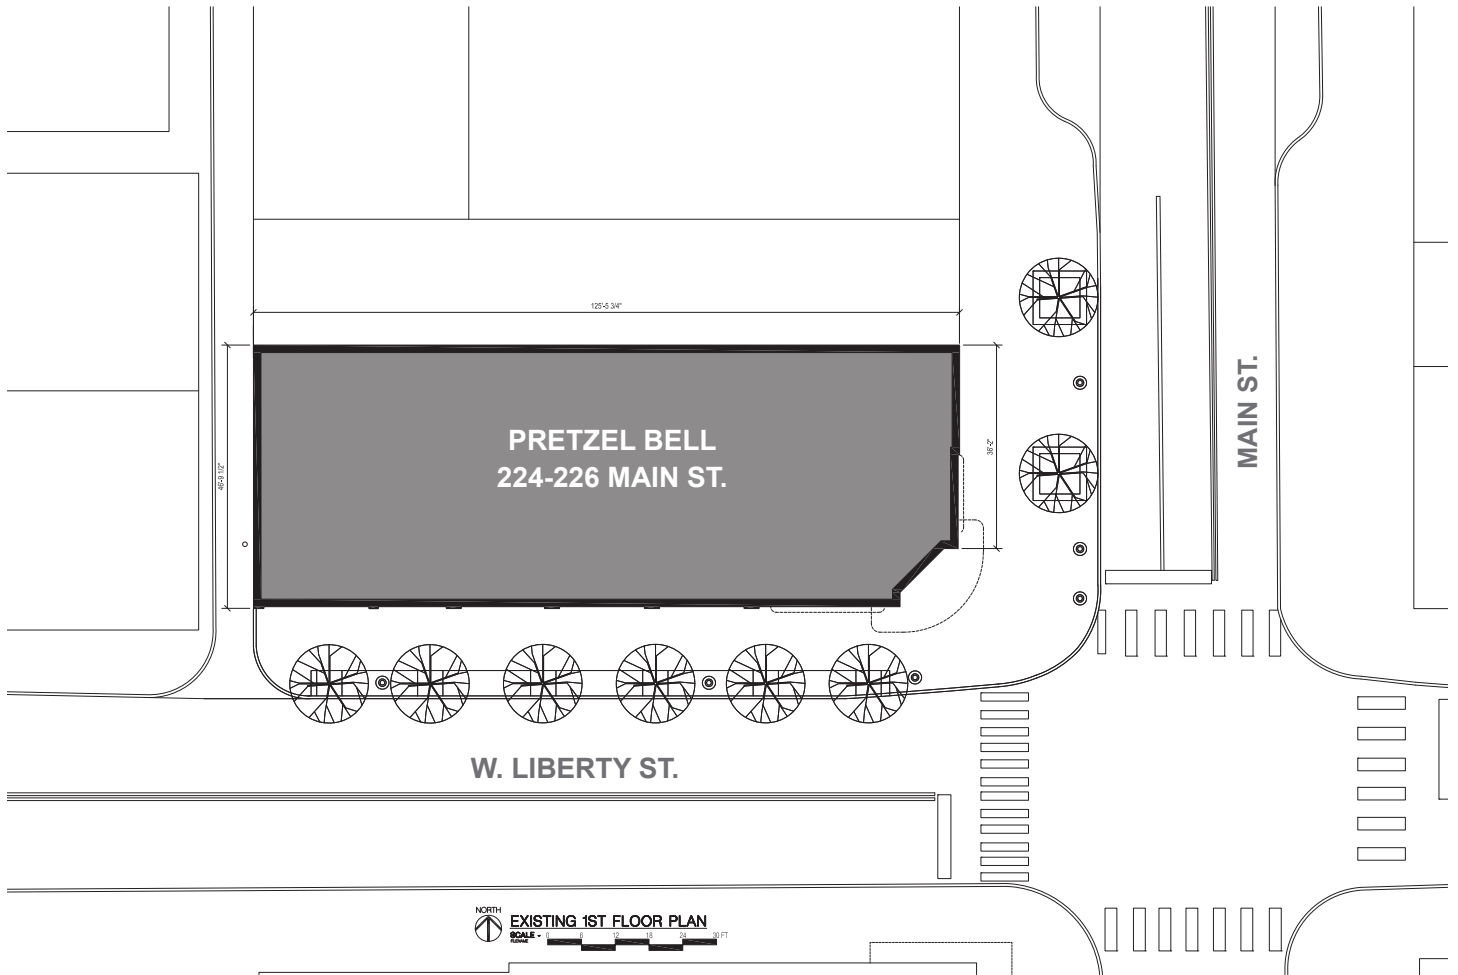 125'-5 3/4"
46'-9 1/2"
36'-2"
PRETZEL BELL
224-226 MAIN ST.
MAIN ST.
W. LIBERTY ST.
NORTH
EXISTING 1ST FLOOR PLAN
SCALE - 0 6 12 18 24 30 FT
FILENAME